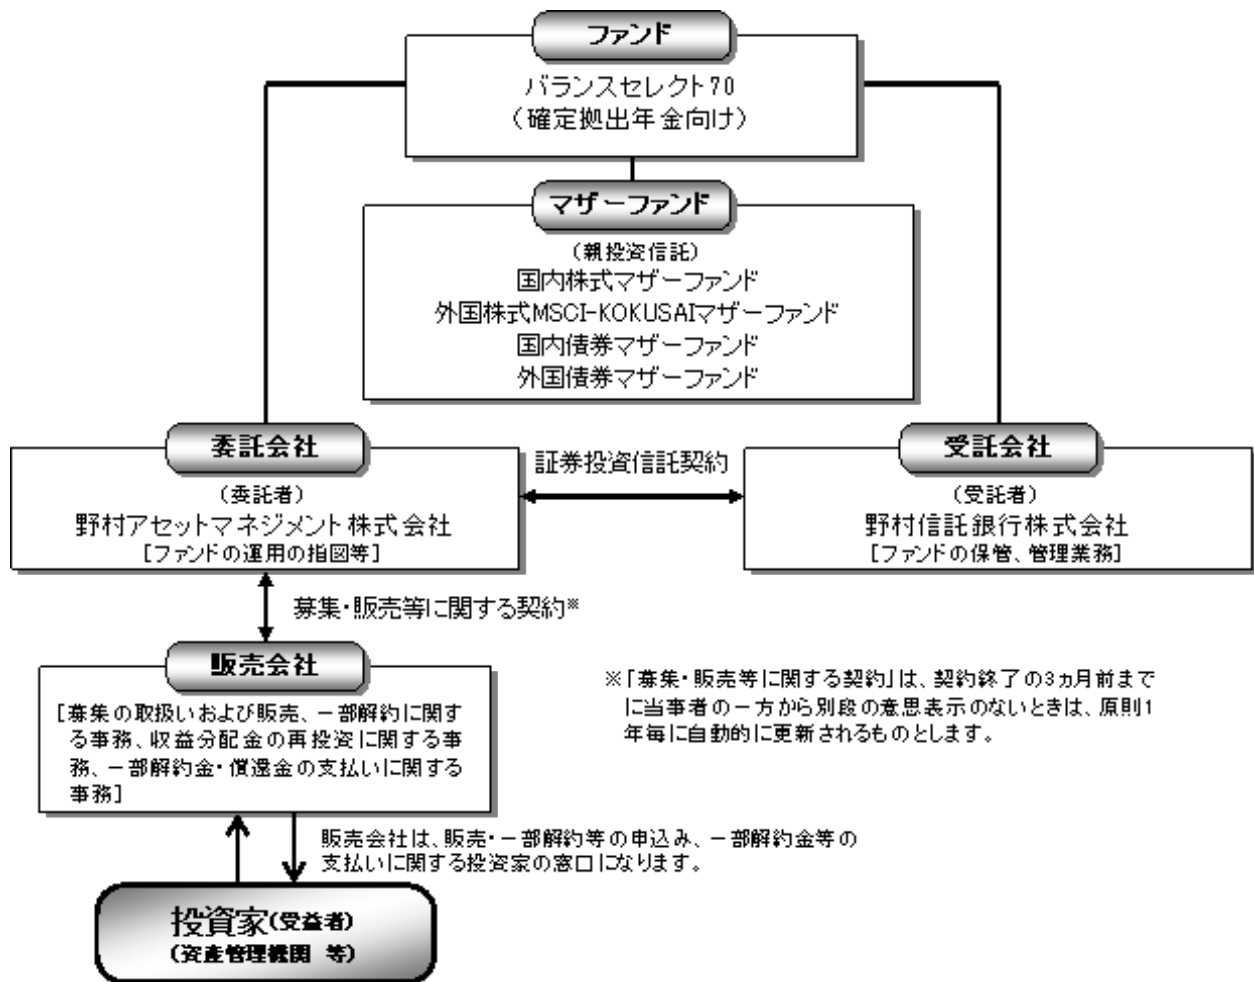 ファンド
バランスセレクト70
(確定拠出年金向け)
マザーファンド
(親投資信託)
国内株式マザーファンド
外国株式MSCI-KOKUSAIマザーファンド
国内債券マザーファンド
外国債券マザーファンド
委託会社
(委託者)
野村アセットマネジメント株式会社
[ファンドの運用の指図等]
証券投資信託契約
受託会社
(受託者)
野村信託銀行株式会社
[ファンドの保管、管理業務]
募集・販売等に関する契約※
販売会社
[募集の取扱いおよび販売、一部解約に関す
る事務、収益分配金の再投資に関する事
務、一部解約金・償還金の支払いに関する
事務]
※「募集・販売等に関する契約」は、契約終了の3ヵ月前まで
に当事者の一方から別段の意思表示のないときは、原則1
年毎に自動的に更新されるものとします。
販売会社は、販売・一部解約等の申込み、一部解約金等の
支払いに関する投資家の窓口になります。
投資家(受益者)
(資産管理機関 等)